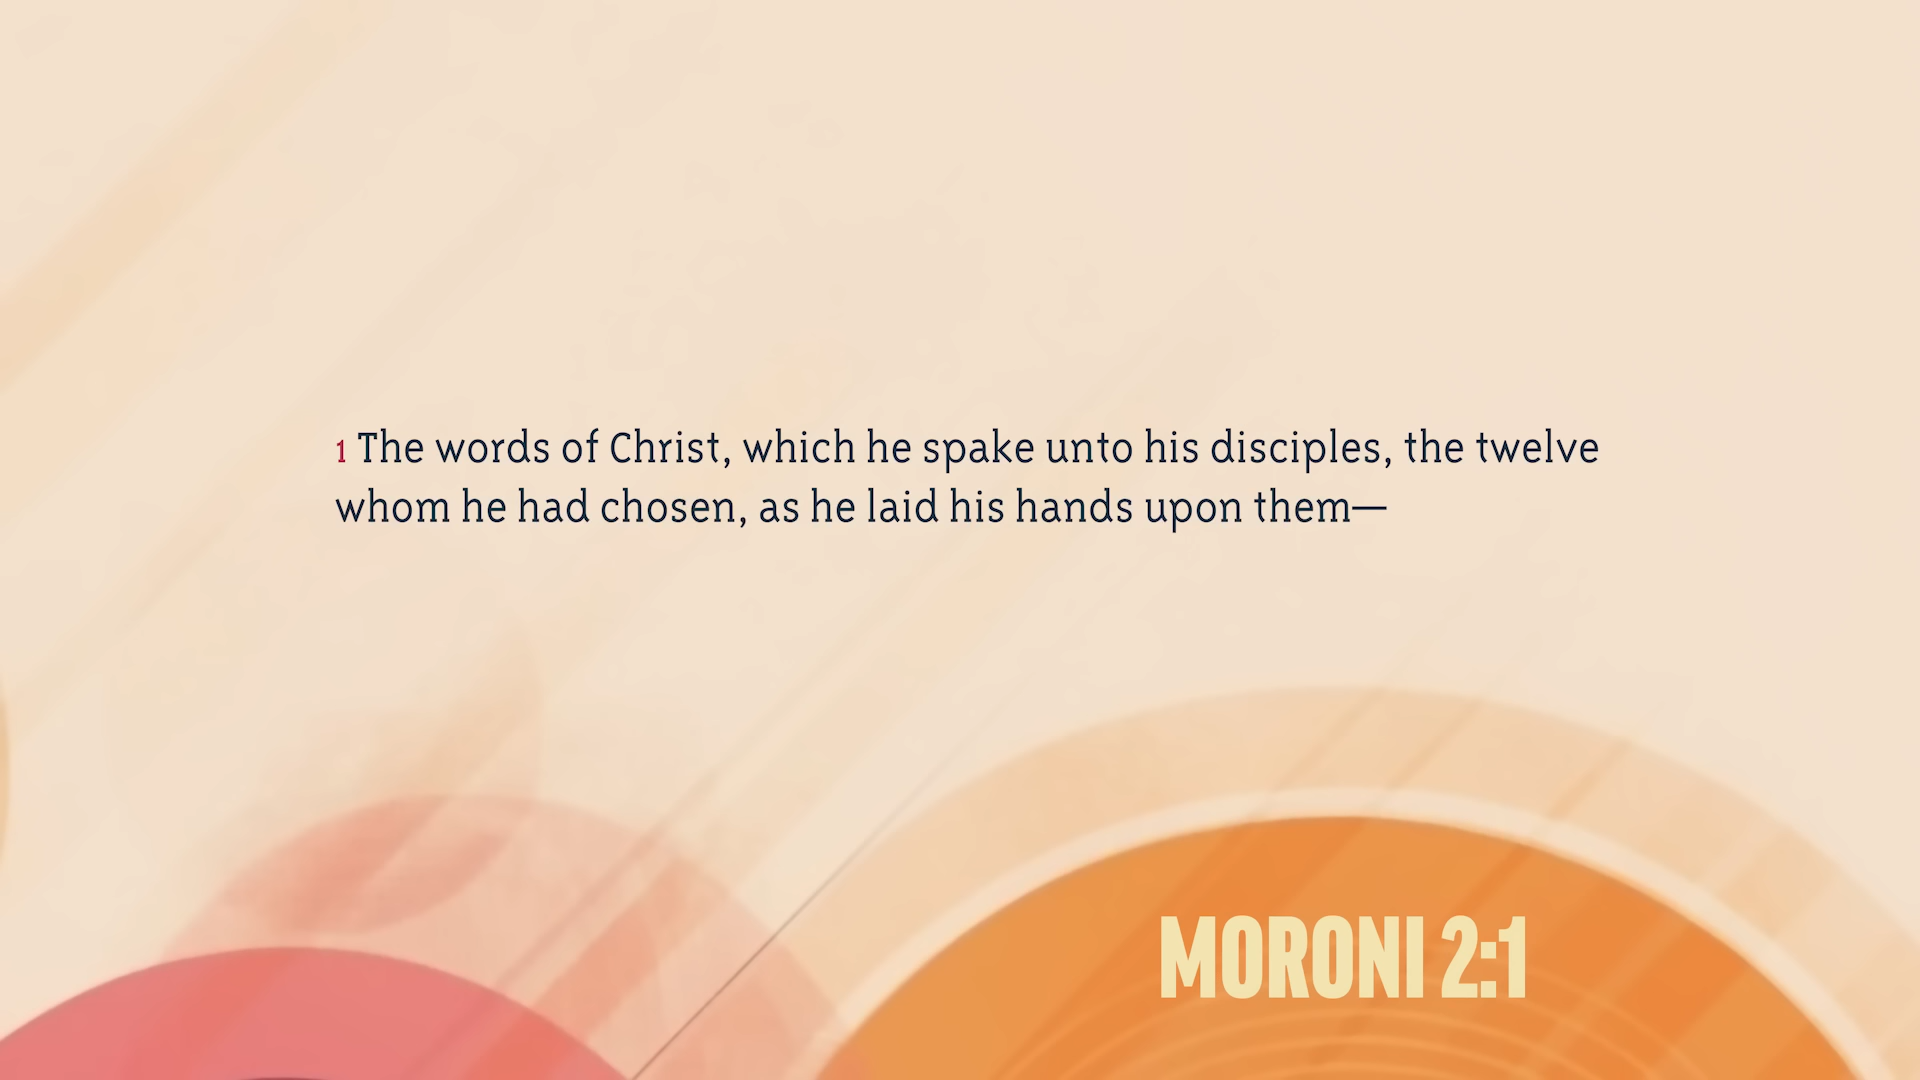 1 The words of Christ, which he spake unto his disciples, the twelve
whom he had chosen, as he laid his hands upon them—
MORONI 2:1